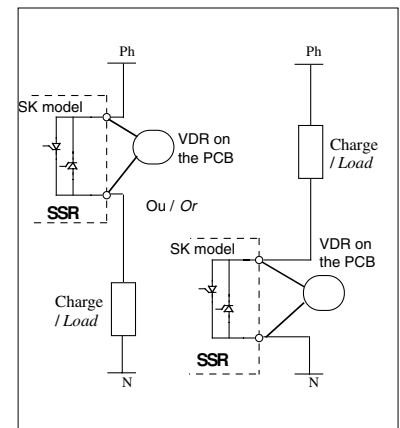 Ph
SK model
VDR on
the PCB
SSR
Ou / Or
Charge
/ Load
N
Ph
Charge
/ Load
SK model
VDR on
the PCB
SSR
N